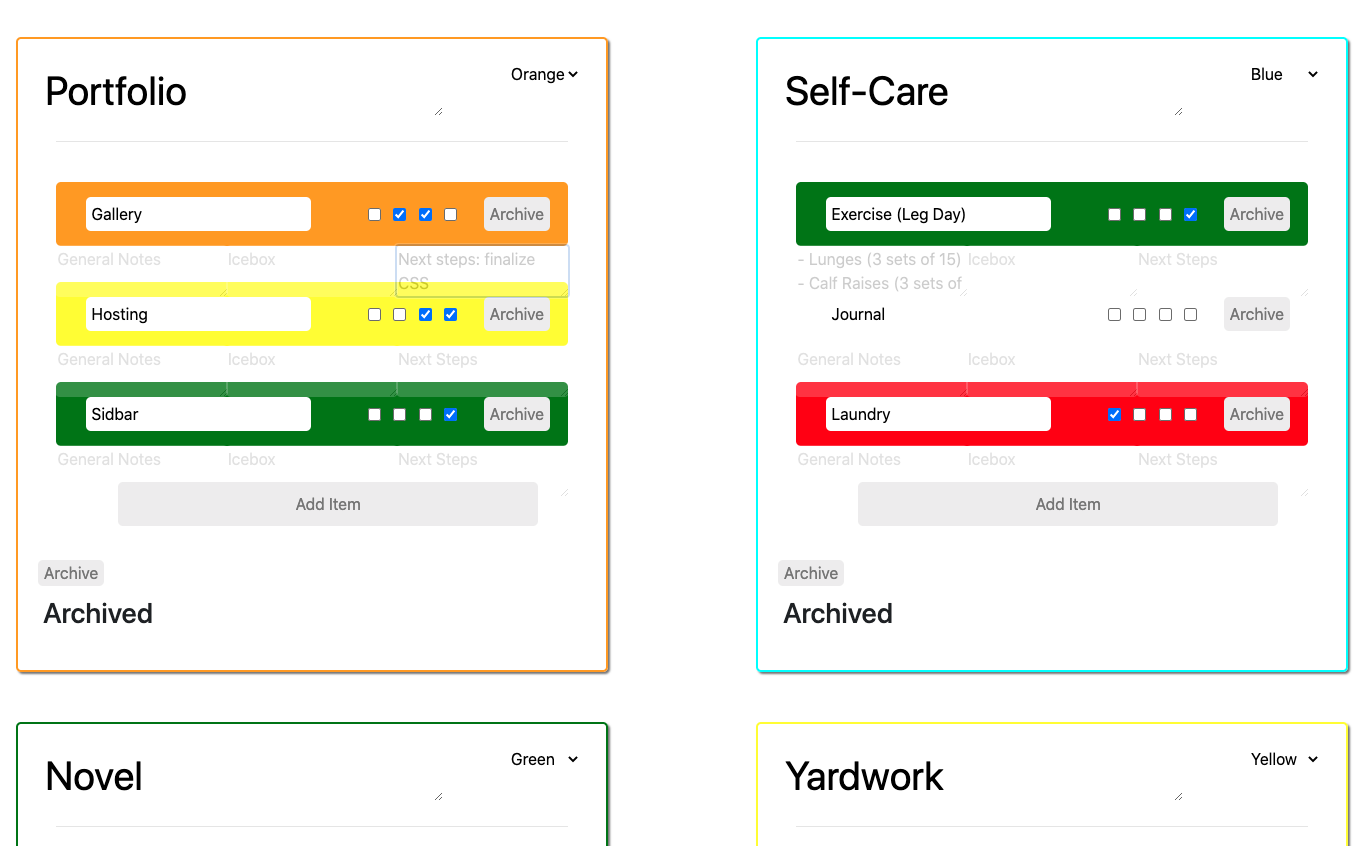 Portfolio
Orange
Gallery
Archive
General Notes
Icebox
Next steps: finalize
CSS
Hosting
Archive
General Notes
Icebox
Next Steps
Sidbar
Archive
General Notes
Icebox
Next Steps
Add Item
Archive
Archived
Self-Care
Blue
Exercise (Leg Day)
Archive
- Lunges (3 sets of 15)
- Calf Raises (3 sets of
Icebox
Next Steps
Journal
Archive
General Notes
Icebox
Next Steps
Laundry
Archive
General Notes
Icebox
Next Steps
Add Item
Archive
Archived
Novel
Green
Yardwork
Yellow